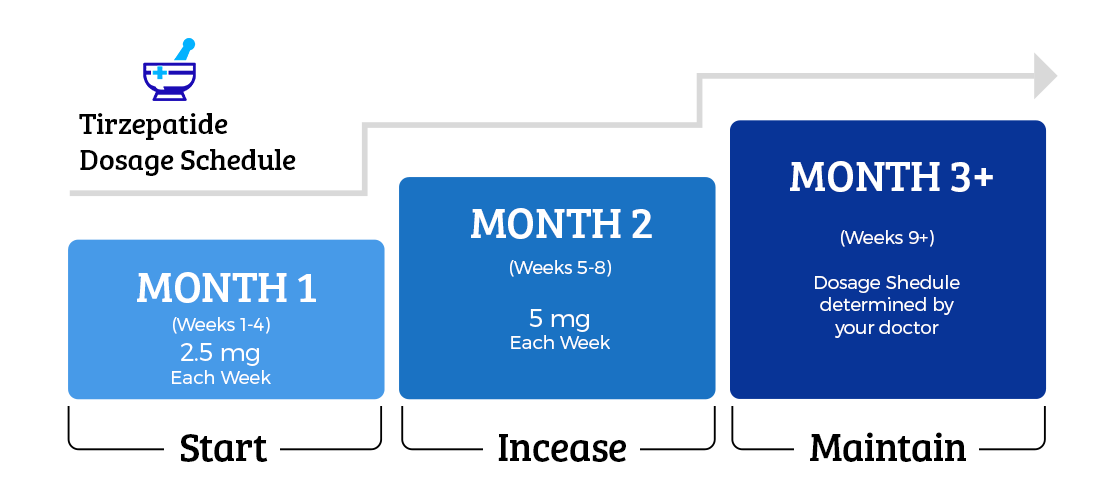 Tirzepatide
Dosage Schedule
MONTH 1
(Weeks 1-4)
2.5 mg
Each Week
MONTH 2
(Weeks 5-8)
5 mg
Each Week
MONTH 3+
(Weeks 9+)
Dosage Shedule
determined by
your doctor
Start
Incease
Maintain